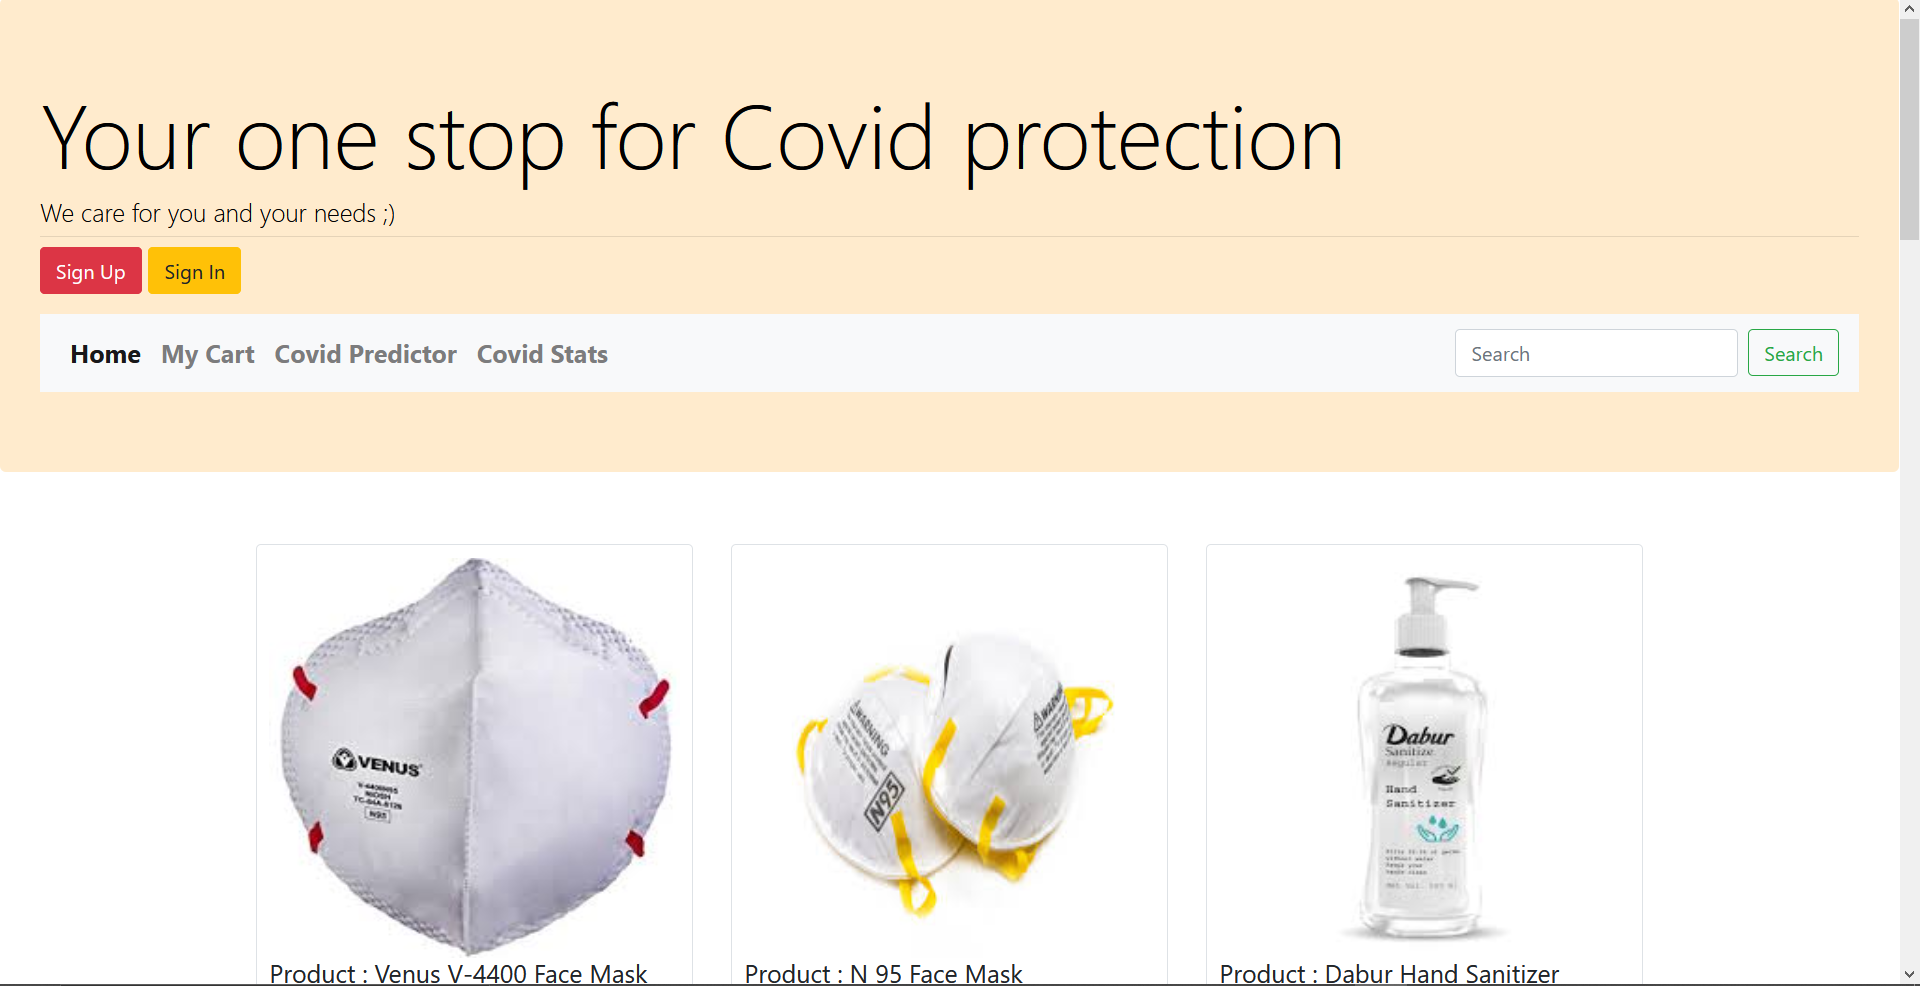 Your one stop for Covid protection
We care for you and your needs ;)
Sign Up Sign In
Home My Cart Covid Predictor Covid Stats Search Search
VENUS
NIOSH
N95
WARNING
N95
WARNING
Dabur
Sanitize
Regular
Hand
Sanitizer
Product : Venus V-4400 Face Mask
Product : N 95 Face Mask
Product : Dabur Hand Sanitizer